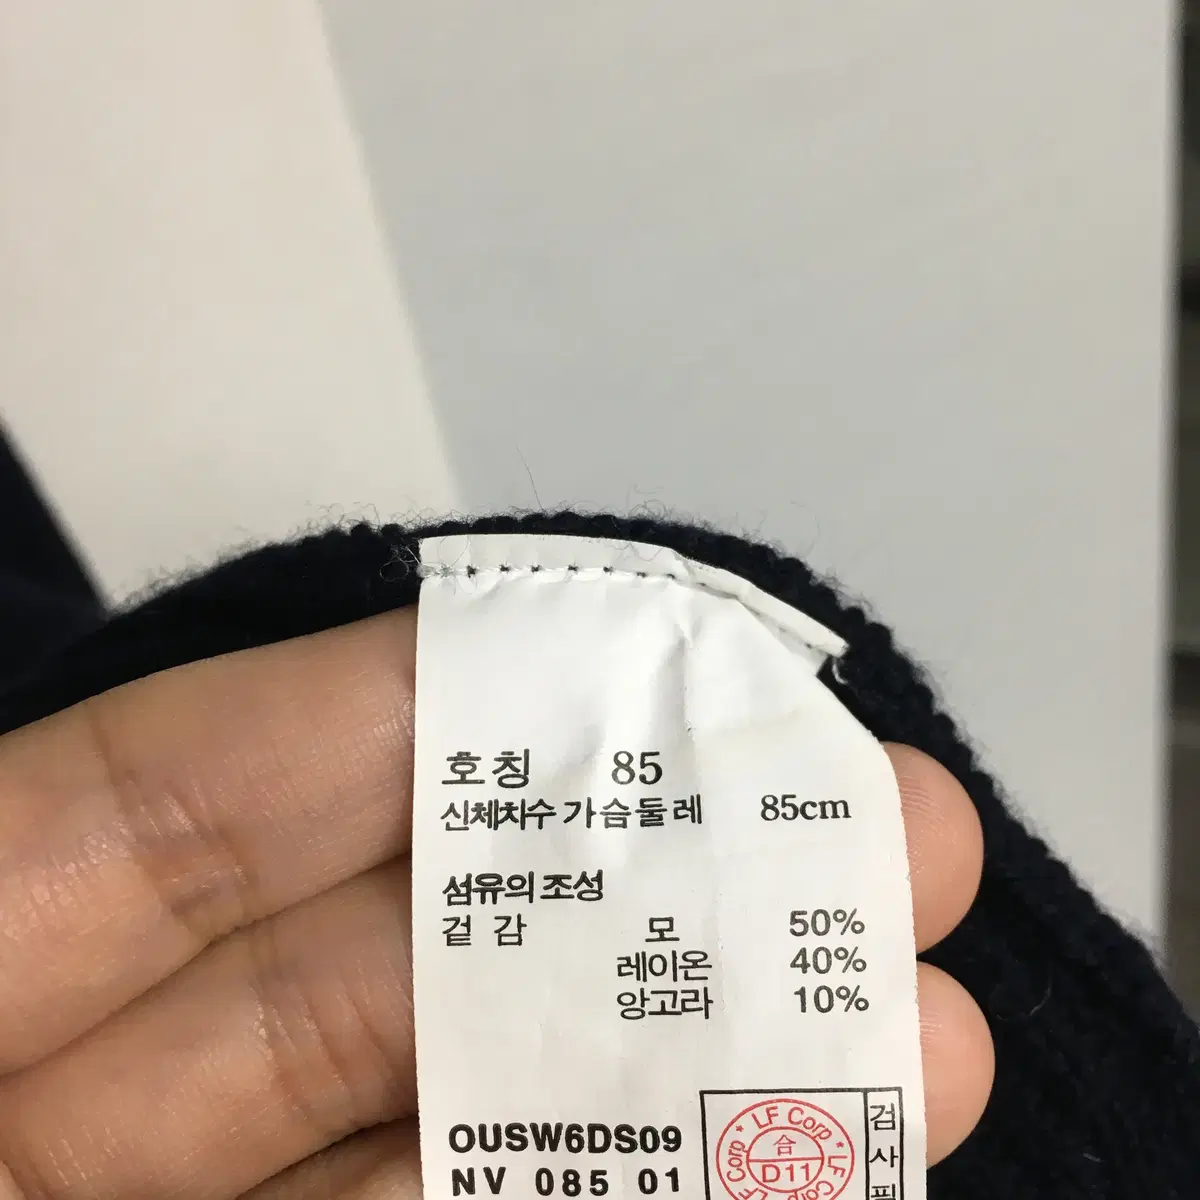 호칭 85
신체치수 가슴둘레 85cm
섬유의 조성
겉감 모 50%
레이온 40%
앙고라 10%
OUSW6DS09
NV 085 01
LF Corp * LF Corp
合
D11
검사필